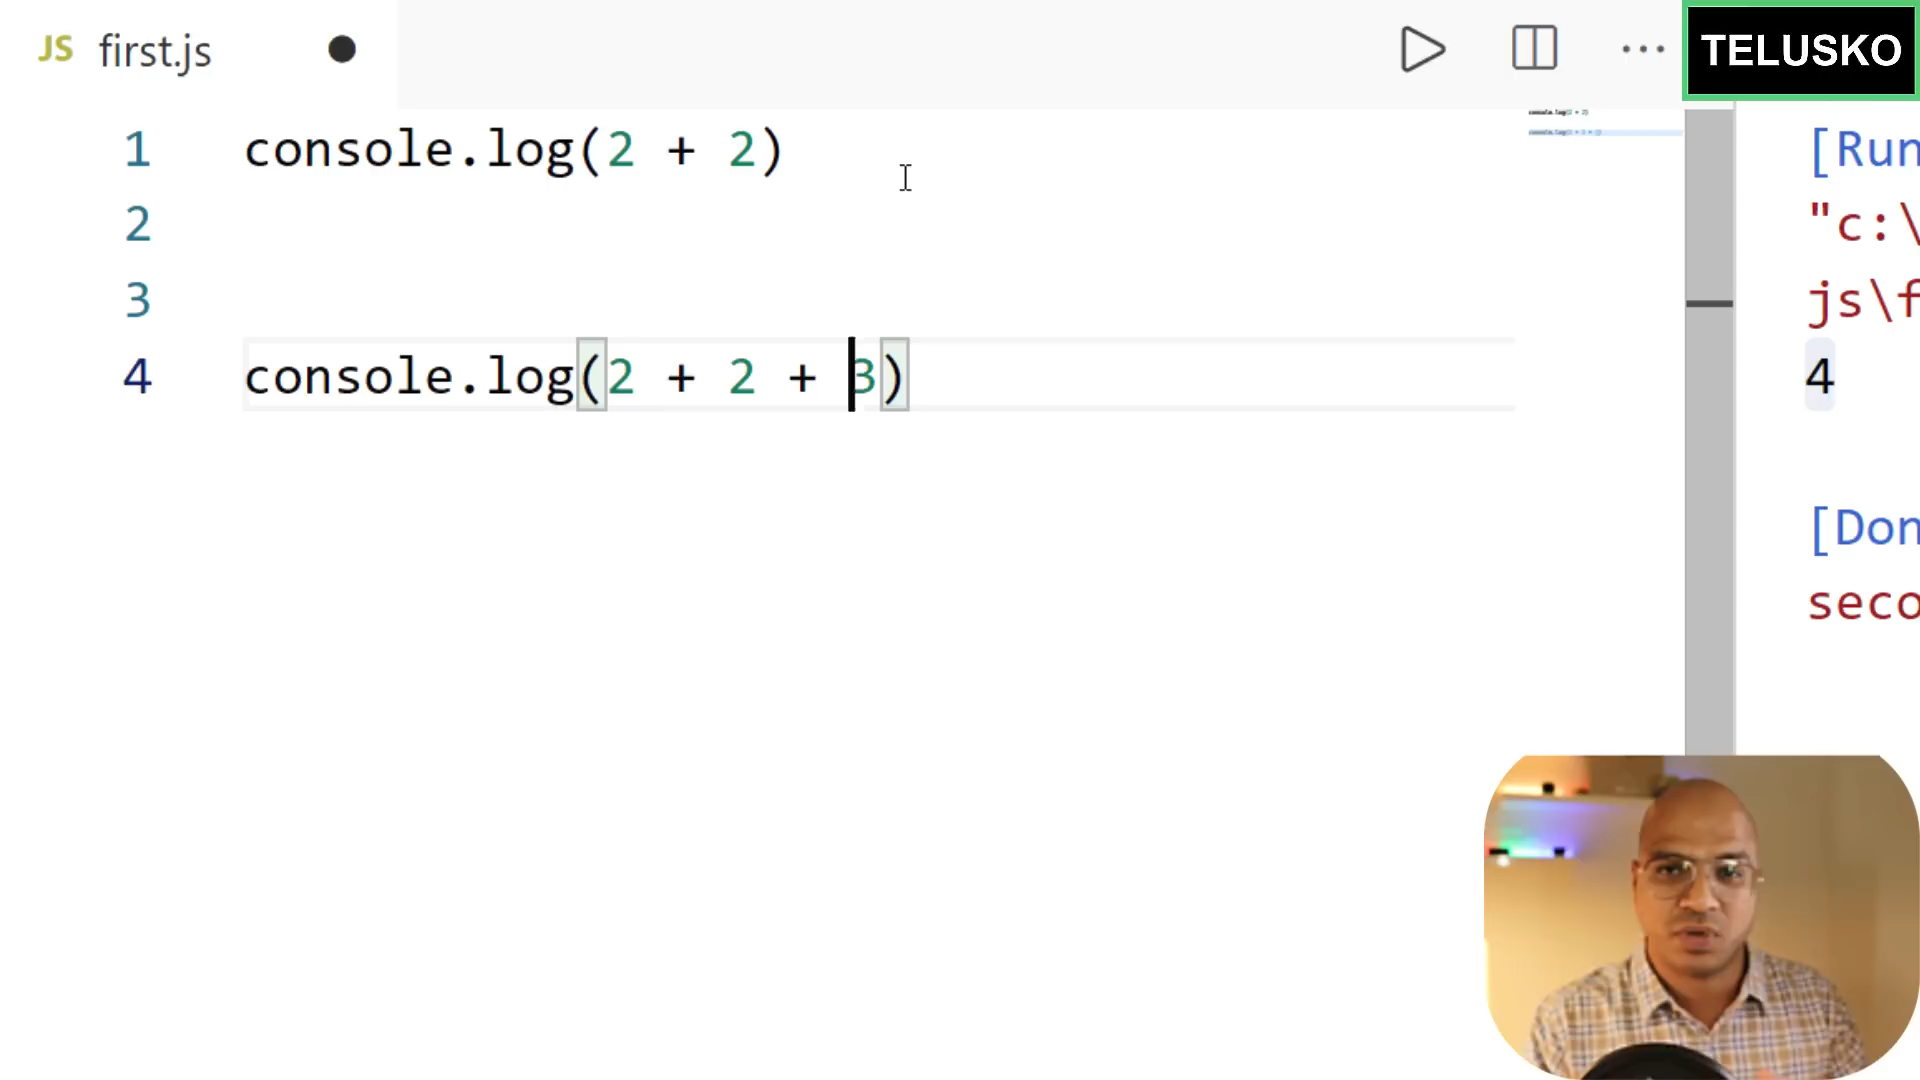 JS first.js
TELUSKO
1 console.log(2 + 2)
2
3
4 console.log(2 + 2 + 3)
[Run
"c:\
js\f
4
[Don
seco